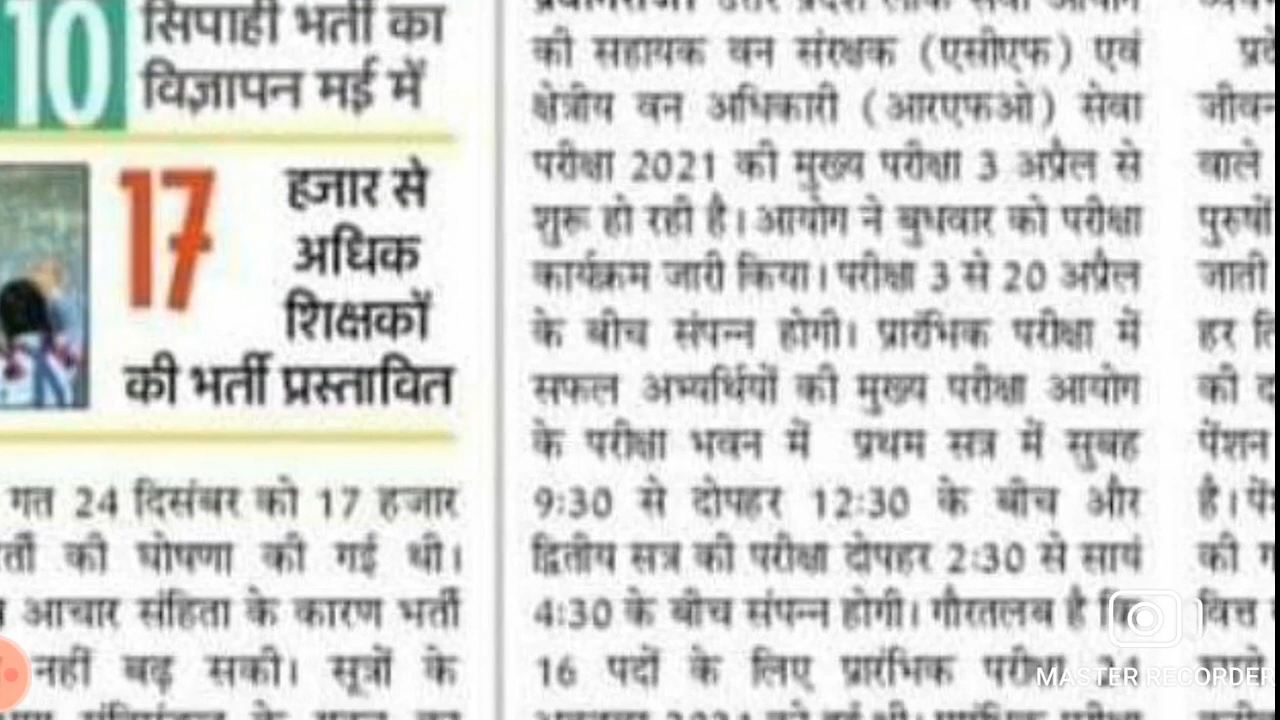 10
सिपाही भर्ती का
विज्ञापन मई में
17 हजार से
अधिक
शिक्षकों
की भर्ती प्रस्तावित
गत 24 दिसंबर को 17 हजार
की घोषणा की गई थी।
आचार संहिता के कारण भर्ती
नहीं बढ़ सकी। सूत्रों के
की सहायक वन संरक्षक (एसीएफ) एवं
क्षेत्रीय वन अधिकारी (आरएफओ) सेवा
परीक्षा 2021 की मुख्य परीक्षा 3 अप्रैल से
शुरू हो रही है। आयोग ने बुधवार को परीक्षा
कार्यक्रम जारी किया। परीक्षा 3 से 20 अप्रैल
के बीच संपन्न होगी। प्रारंभिक परीक्षा में
सफल अभ्यर्थियों की मुख्य परीक्षा आयोग
के परीक्षा भवन में प्रथम सत्र में सुबह
9:30 से दोपहर 12:30 के बीच और
द्वितीय सत्र की परीक्षा दोपहर 2:30 से सायं
4:30 के बीच संपन्न होगी। गौरतलब है कि
16 पदों के लिए प्रारंभिक परीक्षा
जीवन
वाले
पुरुषों
जाती
हर
की
पेंशन
है।
की
वित्त
MASTER RECORDER